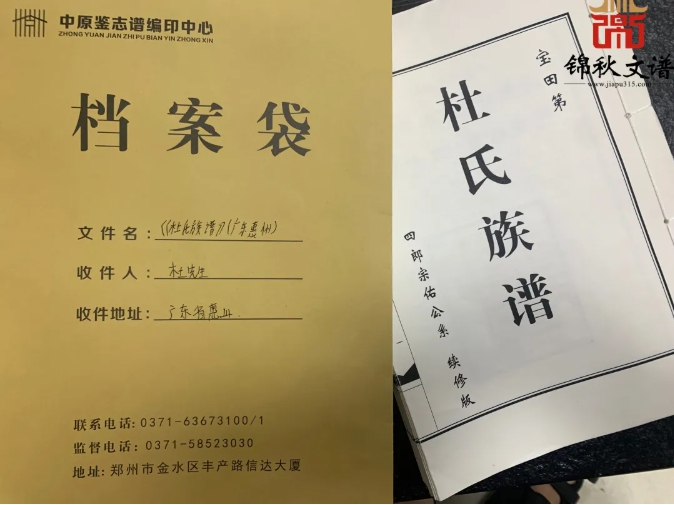 中原鉴志谱编印中心
ZHONG YUAN JIAN ZHI PU BIAN YIN ZHONG XIN
档案袋
文件名：《杜氏族谱》（广东惠州）
收件人：杜先生
收件地址：广东省惠州
联系电话：0371-63673100/1
监督电话：0371-58523030
地址：郑州市金水区丰产路信达大厦
锦秋文谱
www.jiapu315.com
宝田第
杜氏族谱
四郎宗佑公系 续修版